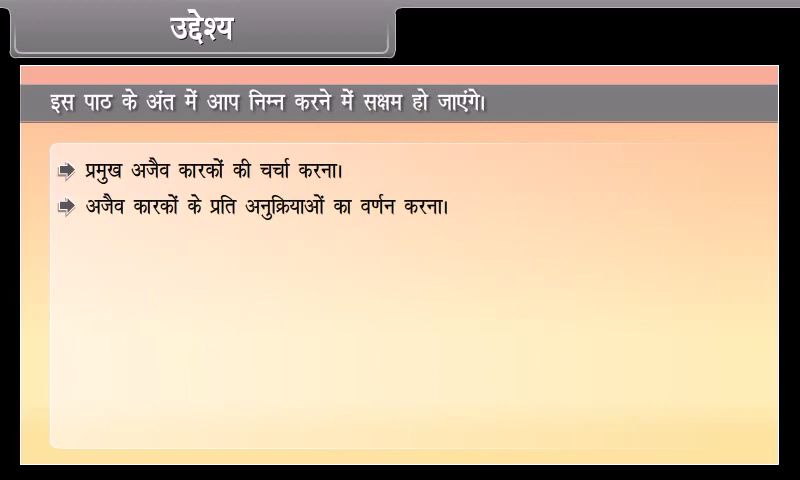 उद्देश्य
इस पाठ के अंत में आप निम्न करने में सक्षम हो जाएंगे।
प्रमुख अजैव कारकों की चर्चा करना।
अजैव कारकों के प्रति अनुक्रियाओं का वर्णन करना।